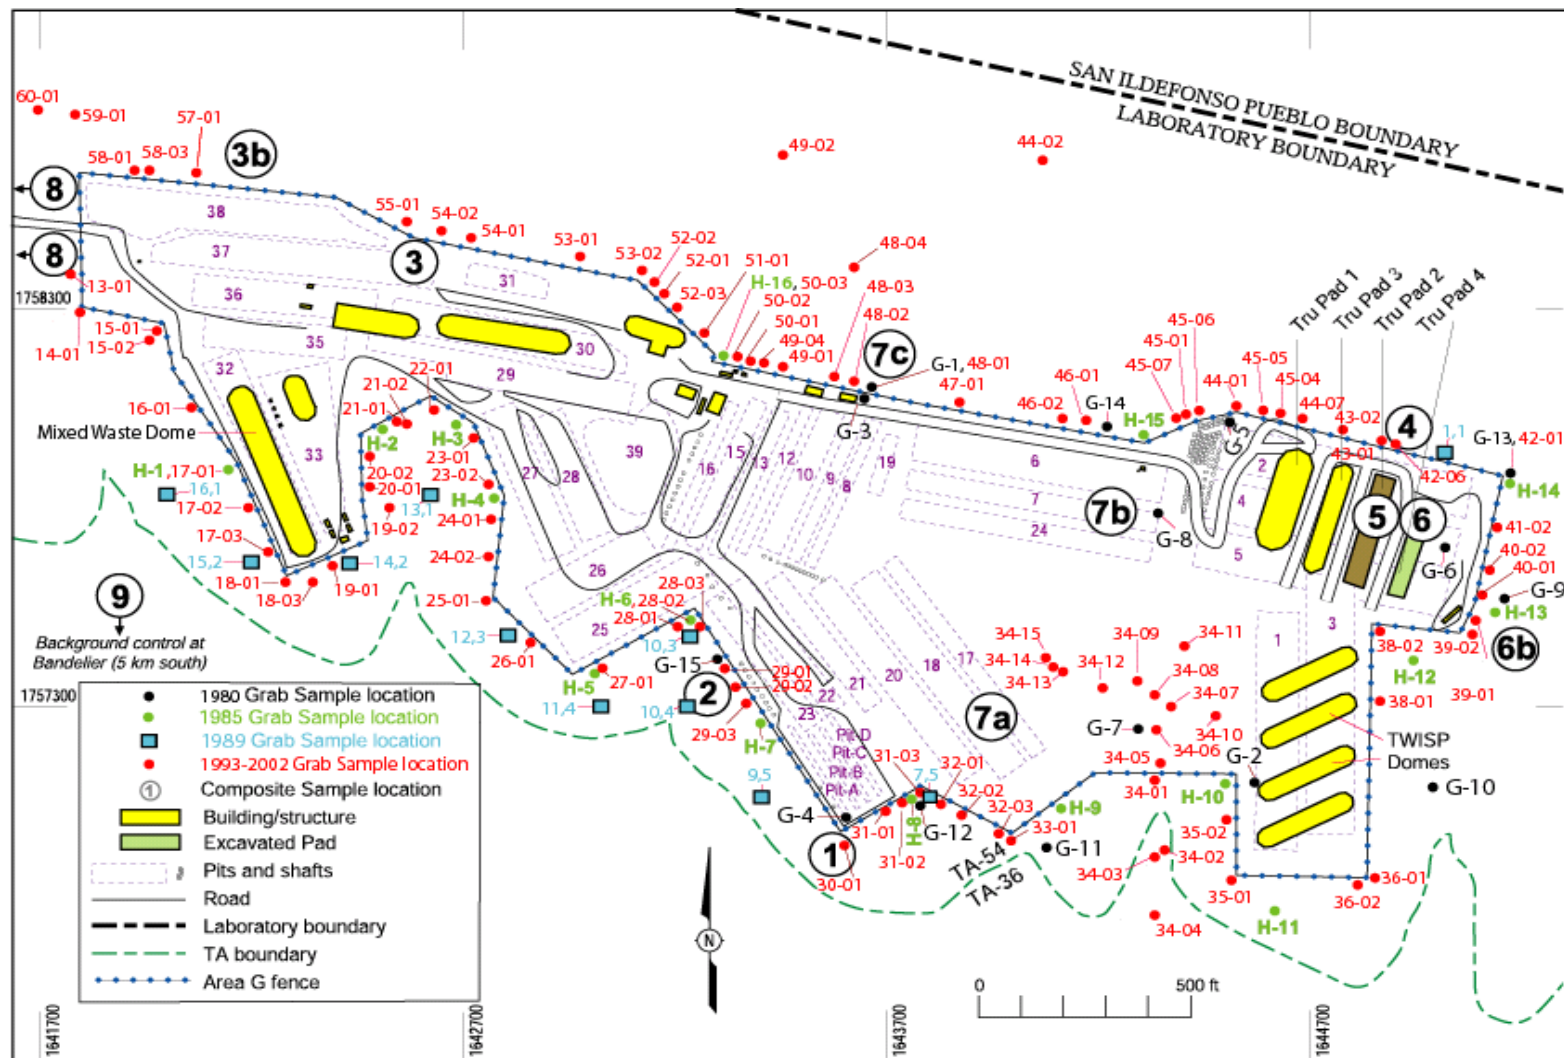 SAN ILDEFONSO PUEBLO BOUNDARY
LABORATORY BOUNDARY
60-01
59-01
57-01
58-01
58-03
3b
49-02
44-02
8
8
38
37
36
35
31
30
29
3
55-01
54-02
54-01
53-01
53-02
52-02
52-01
52-03
51-01
H-16, 50-03
50-02
50-01
49-04
49-01
48-04
48-03
48-02
7c
G-1, 48-01
G-3
47-01
46-02
46-01
G-14
H-15
45-07
45-01
45-06
44-01
45-05
45-04
44-07
43-02
43-01
Tru Pad 1
Tru Pad 3
Tru Pad 2
Tru Pad 4
4
1,1
G-13, 42-01
42-06
H-14
41-02
40-02
40-01
G-9
H-13
6b
39-02
39-01
38-02
H-12
38-01
G-5
G-6
G-8
5
6
7b
2
4
5
6
7
24
1
3
1758300
13-01
14-01
15-01
15-02
16-01
Mixed Waste Dome
H-1, 17-01
16,1
17-02
17-03
15,2
18-01
18-03
19-01
14,2
32
33
21-02
21-01
22-01
H-2
H-3
20-02
20-01
19-02
13,1
23-01
23-02
H-4
24-01
24-02
25-01
12,3
26-01
27
28
39
16
15
13
12
10
9
8
19
26
25
H-6, 28-02
28-03
28-01
10,3
G-15
29-01
29-02
29-03
2
H-5
27-01
11,4
10,4
H-7
9,5
23
22
21
20
18
17
Pit-D
Pit-C
Pit-B
Pit-A
7a
G-4
1
30-01
31-03
31-01
31-02
H-8
7,5
G-12
32-01
32-02
32-03
33-01
TA-54
TA-36
G-11
H-9
34-15
34-14
34-13
34-12
34-09
34-11
34-08
34-07
34-10
34-06
34-05
34-01
34-02
34-03
34-04
G-7
G-2
H-10
35-02
35-01
H-11
36-01
36-02
TWISP
Domes
G-10
9
Background control at
Bandelier (5 km south)
1757300
1980 Grab Sample location
1985 Grab Sample location
1989 Grab Sample location
1993-2002 Grab Sample location
1 Composite Sample location
Building/structure
Excavated Pad
Pits and shafts
Road
Laboratory boundary
TA boundary
Area G fence
N
0 500 ft
1641700
1642700
1643700
1644700